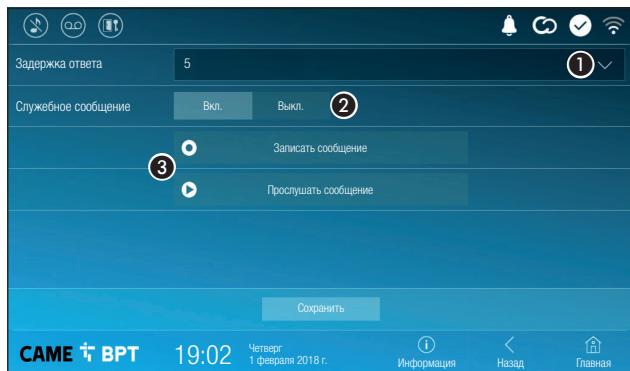 Задержка ответа 5 1
Служебное сообщение Вкл. Выкл. 2
3 Записать сообщение
Прослушать сообщение
Сохранить
CAME BPT 19:02 Четверг
1 февраля 2018 г.
Информация Назад Главная